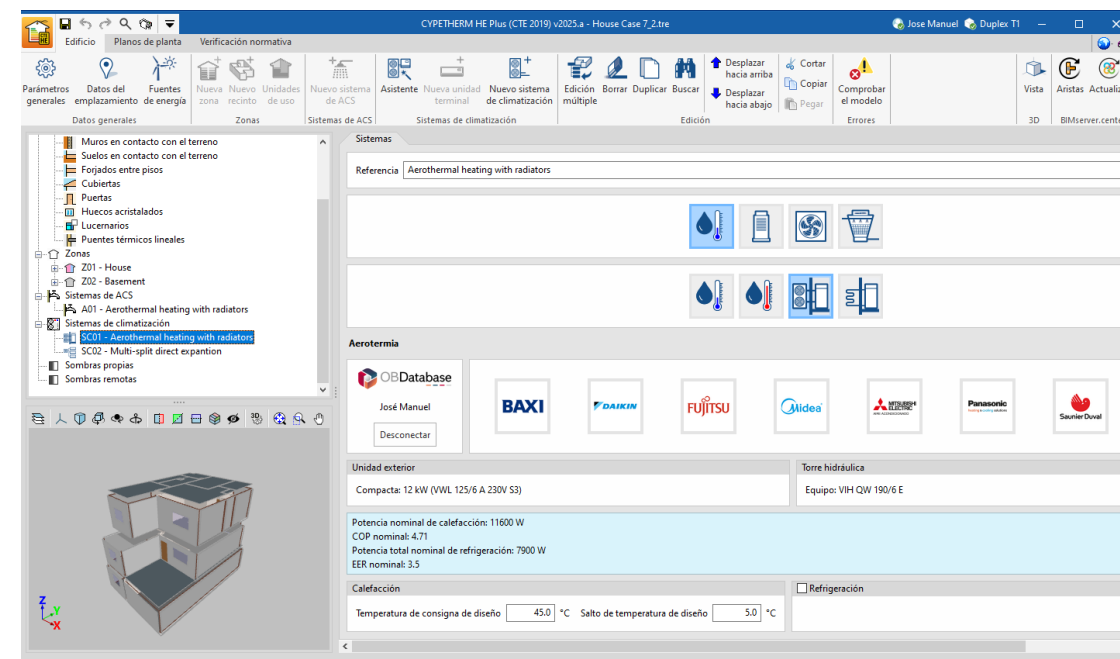 CYPETHERM HE Plus (CTE 2019) v2025.a - House Case 7_2.tre
Jose Manuel
Duplex T1
HE
Edificio
Planos de planta
Verificación normativa
Parámetros generales
Datos del emplazamiento
Fuentes de energía
Nueva zona
Nuevo recinto
Unidades de uso
Nuevo sistema de ACS
Asistente
Nueva unidad terminal
Nuevo sistema de climatización
Edición múltiple
Borrar
Duplicar
Buscar
Desplazar hacia arriba
Desplazar hacia abajo
Cortar
Copiar
Pegar
Comprobar el modelo
Vista
Aristas
Actualiz
Datos generales
Zonas
Sistemas de ACS
Sistemas de climatización
Edición
Errores
3D
BIMserver.cente
Muros en contacto con el terreno
Suelos en contacto con el terreno
Forjados entre pisos
Cubiertas
Puertas
Huecos acristalados
Lucernarios
Puentes térmicos lineales
Zonas
Z01 - House
Z02 - Basement
Sistemas de ACS
A01 - Aerothermal heating with radiators
Sistemas de climatización
SC01 - Aerothermal heating with radiators
SC02 - Multi-split direct expantion
Sombras propias
Sombras remotas
3D
Z
Y
X
Sistemas
Referencia
Aerothermal heating with radiators
Aerotermia
OBDatabase
José Manuel
Desconectar
BAXI
DAIKIN
FUJITSU
Midea
MITSUBISHI ELECTRIC
Panasonic
heating & cooling solutions
Saunier Duval
Unidad exterior
Compacta: 12 kW (VWL 125/6 A 230V S3)
Torre hidráulica
Equipo: VIH QW 190/6 E
Potencia nominal de calefacción: 11600 W
COP nominal: 4.71
Potencia total nominal de refrigeración: 7900 W
EER nominal: 3.5
Calefacción
Temperatura de consigna de diseño 45.0 °C Salto de temperatura de diseño 5.0 °C
Refrigeración